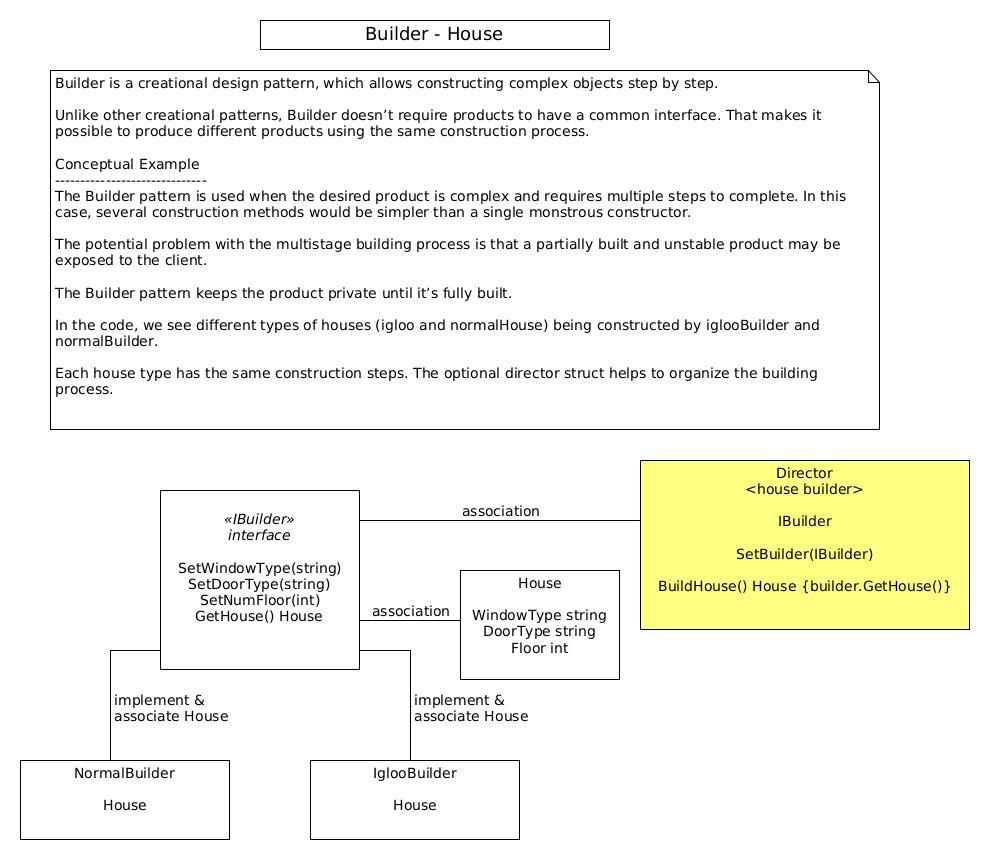 Builder - House
Builder is a creational design pattern, which allows constructing complex objects step by step.
Unlike other creational patterns, Builder doesn’t require products to have a common interface. That makes it
possible to produce different products using the same construction process.
Conceptual Example
------------------------------
The Builder pattern is used when the desired product is complex and requires multiple steps to complete. In this
case, several construction methods would be simpler than a single monstrous constructor.
The potential problem with the multistage building process is that a partially built and unstable product may be
exposed to the client.
The Builder pattern keeps the product private until it’s fully built.
In the code, we see different types of houses (igloo and normalHouse) being constructed by iglooBuilder and
normalBuilder.
Each house type has the same construction steps. The optional director struct helps to organize the building
process.
«IBuilder»
interface
SetWindowType(string)
SetDoorType(string)
SetNumFloor(int)
GetHouse() House
association
Director
<house builder>
IBuilder
SetBuilder(IBuilder)
BuildHouse() House {builder.GetHouse()}
association
House
WindowType string
DoorType string
Floor int
implement &
associate House
implement &
associate House
NormalBuilder
House
IglooBuilder
House